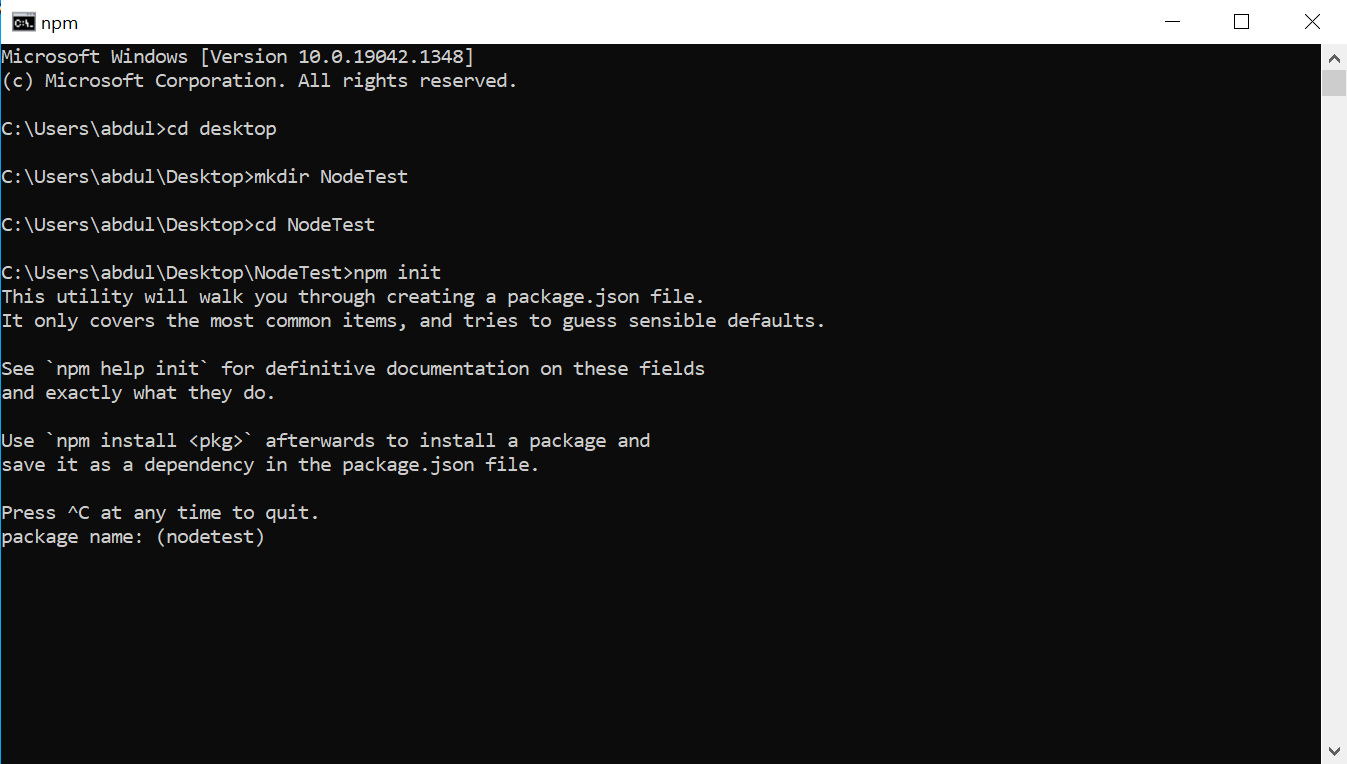 npm
Microsoft Windows [Version 10.0.19042.1348]
(c) Microsoft Corporation. All rights reserved.
C:\Users\abdul>cd desktop
C:\Users\abdul\Desktop>mkdir NodeTest
C:\Users\abdul\Desktop>cd NodeTest
C:\Users\abdul\Desktop\NodeTest>npm init
This utility will walk you through creating a package.json file.
It only covers the most common items, and tries to guess sensible defaults.
See `npm help init` for definitive documentation on these fields
and exactly what they do.
Use `npm install <pkg>` afterwards to install a package and
save it as a dependency in the package.json file.
Press ^C at any time to quit.
package name: (nodetest)